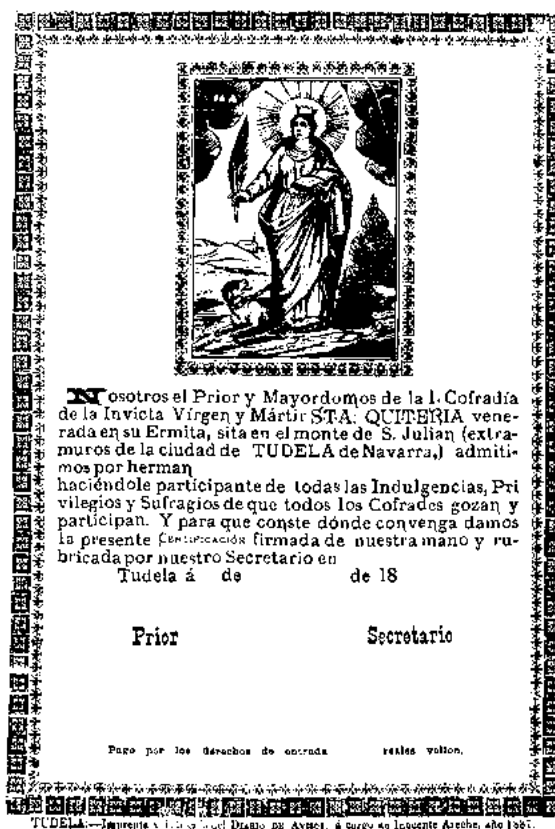 Nosotros el Prior y Mayordomos de la I. Cofradía
de la Invicta Vírgen y Mártir STA: QUITERIA vene-
rada en su Ermita, sita en el monte de S. Julian (extra-
muros de la ciudad de TUDELA de Navarra,) admiti-
mos por herman
haciéndole participante de todas las Indulgencias, Pri
vilegios y Sufragios de que todos los Cofrades gozan y
participan. Y para que conste dónde convenga damos
la presente CERTIFICACIÓN firmada de nuestra mano y ru-
bricada por nuestro Secretario en
Tudela á de de 18
Prior Secretario
Pago por los derechos de entrada reales vellon.
TUDELA:—Imprenta y del DIARIO DE AVISOS, á cargo de Inocente Areche, año 1887.